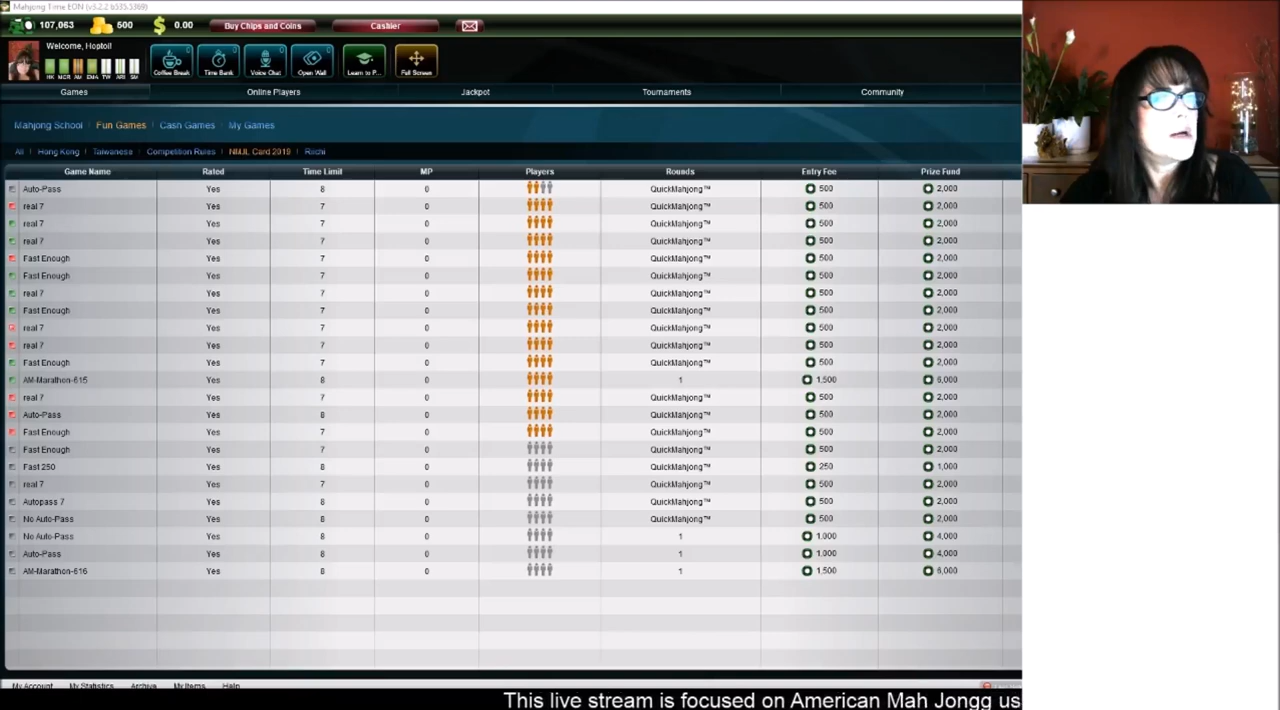 Mahjong Time EON (v3.2.2 b535.5369)
107,063 500 $ 0.00 Buy Chips and Coins Cashier
Welcome, Hoptoil
HK MCR AM EMA TW ARI SM
Coffee Break Time Bank Voice Chat Open Wall Learn to P... Full Screen
Games Online Players Jackpot Tournaments Community
Mahjong School Fun Games Cash Games My Games
All Hong Kong Taiwanese Competition Rules NMJL Card 2019 Riichi
Game Name Rated Time Limit MP Players Rounds Entry Fee Prize Fund
Auto-Pass Yes 8 0 QuickMahjong™ 500 2,000
real 7 Yes 7 0 QuickMahjong™ 500 2,000
real 7 Yes 7 0 QuickMahjong™ 500 2,000
real 7 Yes 7 0 QuickMahjong™ 500 2,000
Fast Enough Yes 7 0 QuickMahjong™ 500 2,000
Fast Enough Yes 7 0 QuickMahjong™ 500 2,000
real 7 Yes 7 0 QuickMahjong™ 500 2,000
Fast Enough Yes 7 0 QuickMahjong™ 500 2,000
real 7 Yes 7 0 QuickMahjong™ 500 2,000
real 7 Yes 7 0 QuickMahjong™ 500 2,000
Fast Enough Yes 7 0 QuickMahjong™ 500 2,000
AM-Marathon-615 Yes 8 0 1 1,500 6,000
real 7 Yes 7 0 QuickMahjong™ 500 2,000
Auto-Pass Yes 8 0 QuickMahjong™ 500 2,000
Fast Enough Yes 7 0 QuickMahjong™ 500 2,000
Fast Enough Yes 7 0 QuickMahjong™ 500 2,000
Fast 250 Yes 8 0 QuickMahjong™ 250 1,000
real 7 Yes 7 0 QuickMahjong™ 500 2,000
Autopass 7 Yes 8 0 QuickMahjong™ 500 2,000
No Auto-Pass Yes 8 0 QuickMahjong™ 500 2,000
No Auto-Pass Yes 8 0 1 1,000 4,000
Auto-Pass Yes 8 0 1 1,000 4,000
AM-Marathon-616 Yes 8 0 1 1,500 6,000
My Account My Statistics Archive My Items Help
This live stream is focused on American Mah Jongg us